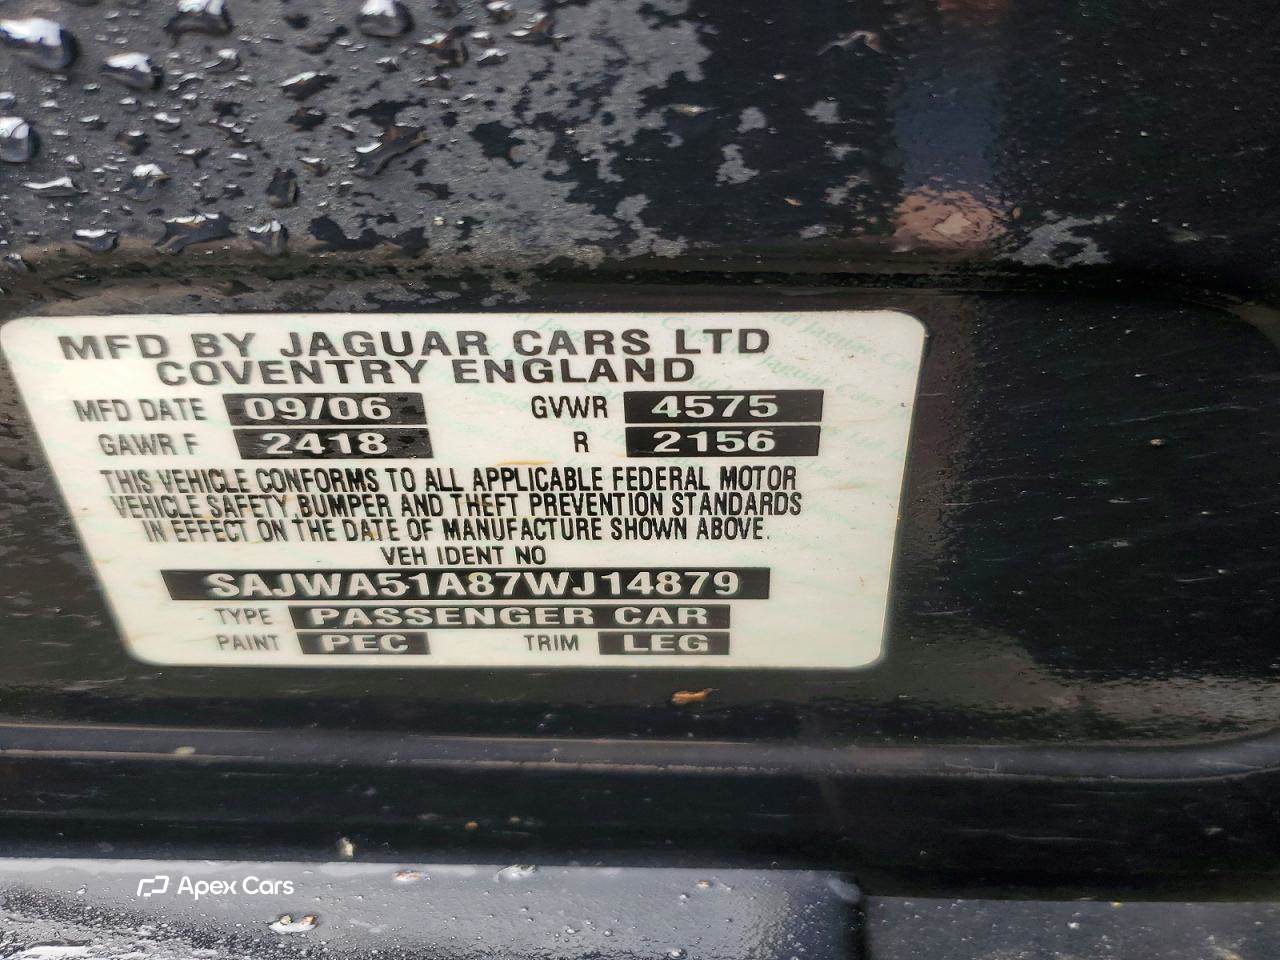 MFD BY JAGUAR CARS LTD
COVENTRY ENGLAND
MFD DATE 09/06 GVWR 4575
GAWR F 2418 R 2156
THIS VEHICLE CONFORMS TO ALL APPLICABLE FEDERAL MOTOR
VEHICLE SAFETY, BUMPER AND THEFT PREVENTION STANDARDS
IN EFFECT ON THE DATE OF MANUFACTURE SHOWN ABOVE.
VEH IDENT NO
SAJWA51A87WJ14879
TYPE PASSENGER CAR
PAINT PEC TRIM LEG
Apex Cars